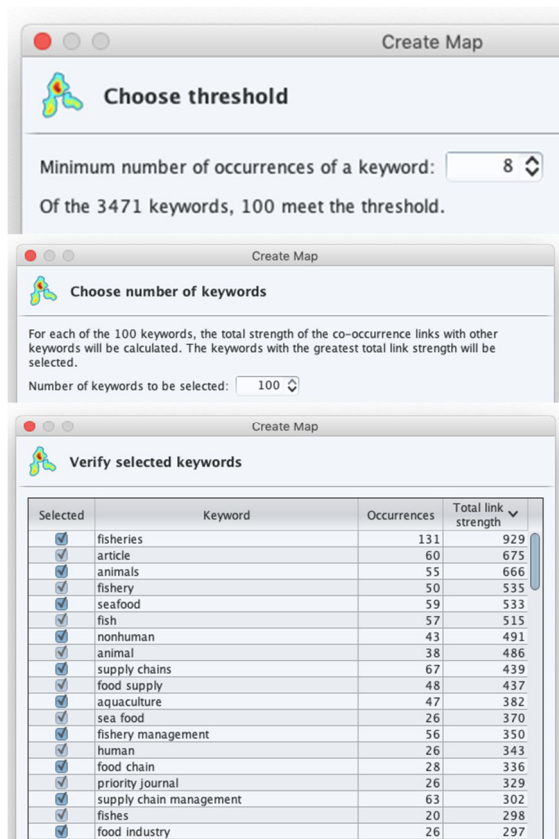 Create Map
Choose threshold
Minimum number of occurrences of a keyword: 8
Of the 3471 keywords, 100 meet the threshold.
Create Map
Choose number of keywords
For each of the 100 keywords, the total strength of the co-occurrence links with other
keywords will be calculated. The keywords with the greatest total link strength will be
selected.
Number of keywords to be selected: 100
Create Map
Verify selected keywords
Selected Keyword Occurrences Total link
strength
fisheries 131 929
article 60 675
animals 55 666
fishery 50 535
seafood 59 533
fish 57 515
nonhuman 43 491
animal 38 486
supply chains 67 439
food supply 48 437
aquaculture 47 382
sea food 26 370
fishery management 56 350
human 26 343
food chain 28 336
priority journal 26 329
supply chain management 63 302
fishes 20 298
food industry 26 297